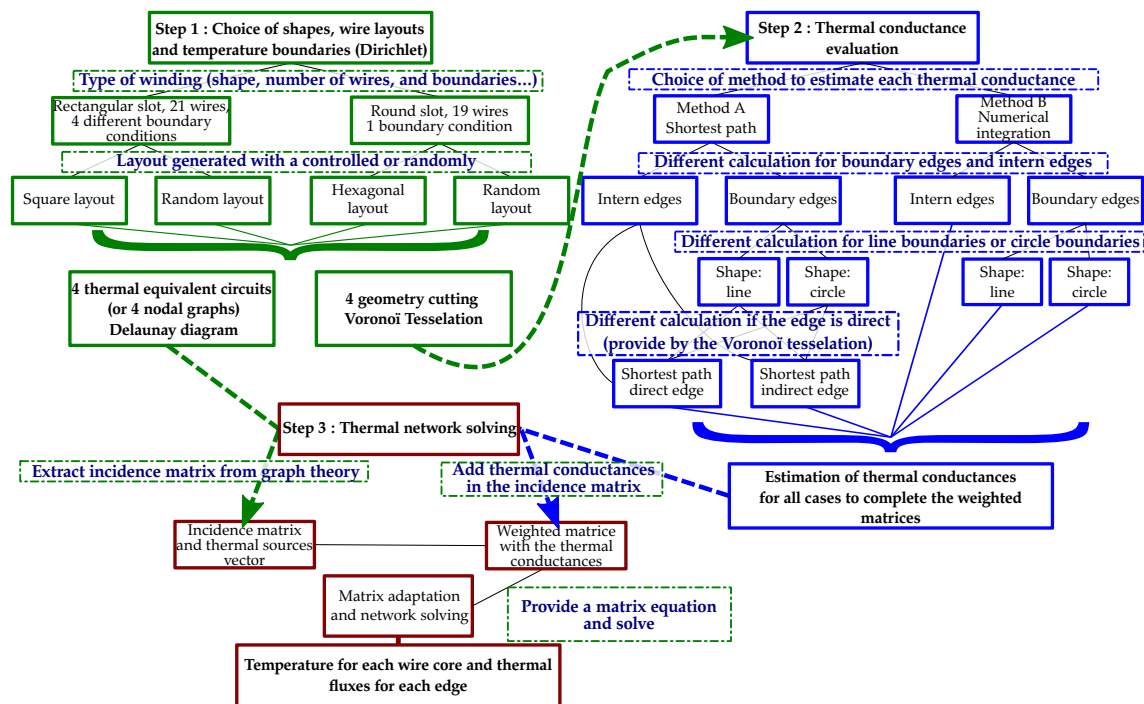 Step 1 : Choice of shapes, wire layouts
and temperature boundaries (Dirichlet)
Type of winding (shape, number of wires, and boundaries...)
Rectangular slot, 21 wires,
4 different boundary
conditions
Round slot, 19 wires
1 boundary condition
Layout generated with a controlled or randomly
Square layout
Random layout
Hexagonal
layout
Random
layout
4 thermal equivalent circuits
(or 4 nodal graphs)
Delaunay diagram
4 geometry cutting
Voronoï Tesselation
Step 2 : Thermal conductance
evaluation
Choice of method to estimate each thermal conductance
Method A
Shortest path
Method B
Numerical
integration
Different calculation for boundary edges and intern edges
Intern edges
Boundary edges
Intern edges
Boundary edges
Different calculation for line boundaries or circle boundaries
Shape:
line
Shape:
circle
Shape:
line
Shape:
circle
Different calculation if the edge is direct
(provide by the Voronoï tesselation)
Shortest path
direct edge
Shortest path
indirect edge
Estimation of thermal conductances
for all cases to complete the weighted
matrices
Step 3 : Thermal network solving
Extract incidence matrix from graph theory
Add thermal conductances
in the incidence matrix
Incidence matrix
and thermal sources
vector
Weighted matrice
with the thermal
conductances
Matrix adaptation
and network solving
Provide a matrix equation
and solve
Temperature for each wire core and thermal
fluxes for each edge